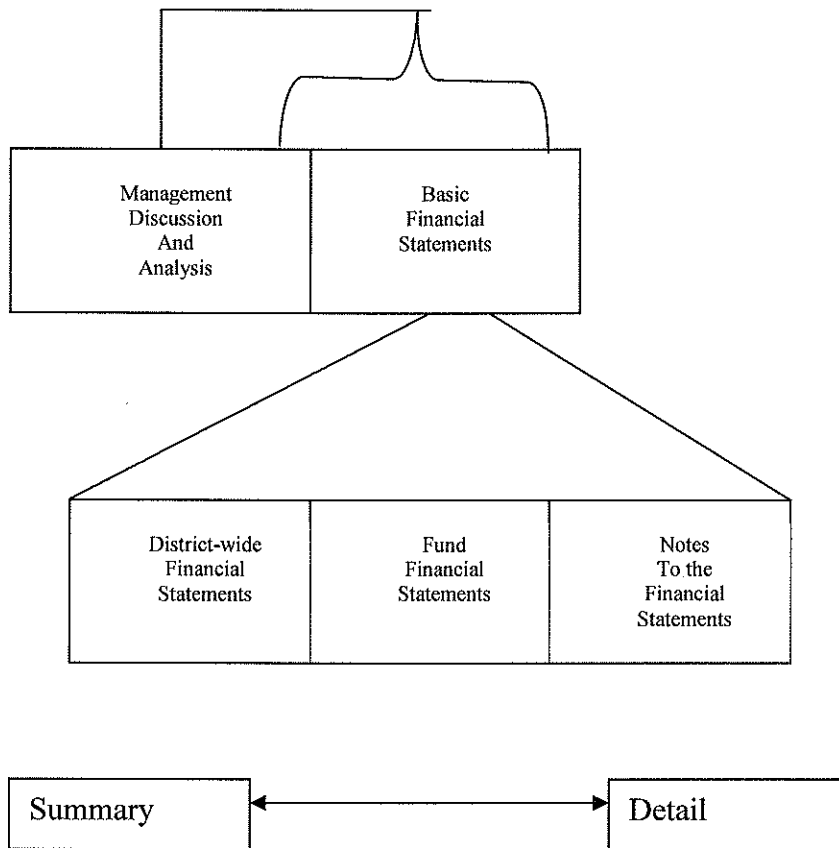 Management
Discussion
And
Analysis
Basic
Financial
Statements
District-wide
Financial
Statements
Fund
Financial
Statements
Notes
To the
Financial
Statements
Summary
Detail